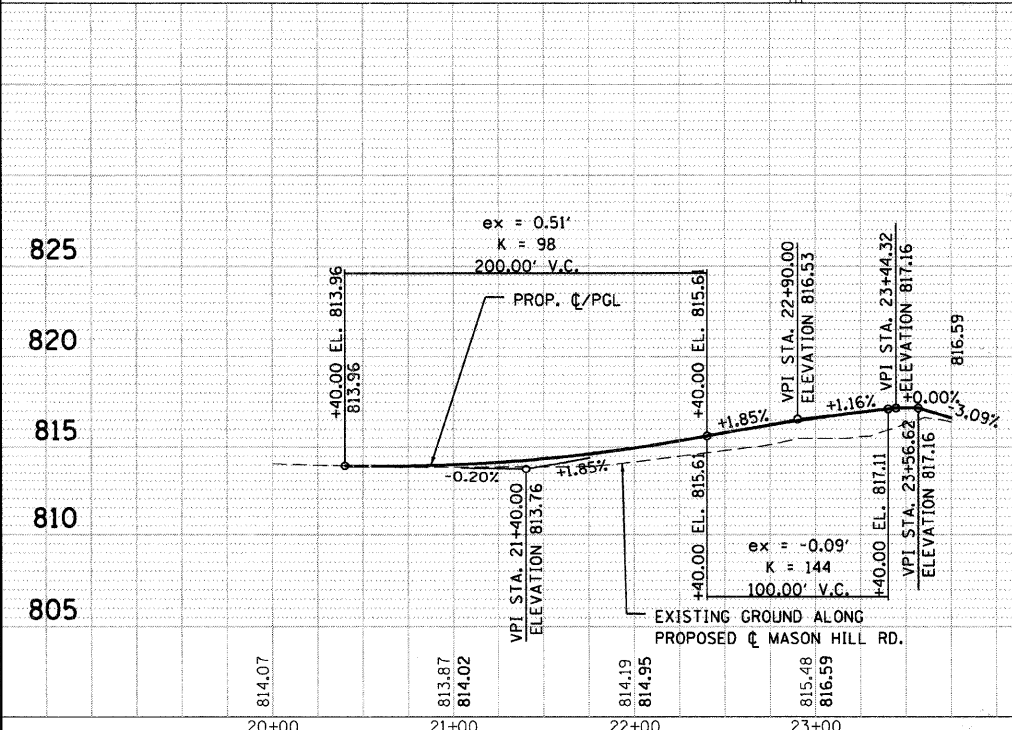 ex = 0.51'
K = 98
200.00' V.C.
825
820
815
810
805
+40.00 EL. 813.96
813.96
PROP. ℄/PGL
+40.00 EL. 815.61
VPI STA. 22+90.00
ELEVATION 816.53
VPI STA. 23+44.32
ELEVATION 817.16
816.59
+1.85%
+1.16%
+0.00%
-3.09%
-0.20%
+1.85%
VPI STA. 21+40.00
ELEVATION 813.76
+40.00 EL. 815.61
ex = -0.09'
K = 144
100.00' V.C.
+40.00 EL. 817.11
VPI STA. 23+56.62
ELEVATION 817.16
EXISTING GROUND ALONG
PROPOSED ℄ MASON HILL RD.
814.07
813.87
814.02
814.19
814.95
815.48
816.59
20+00
21+00
22+00
23+00